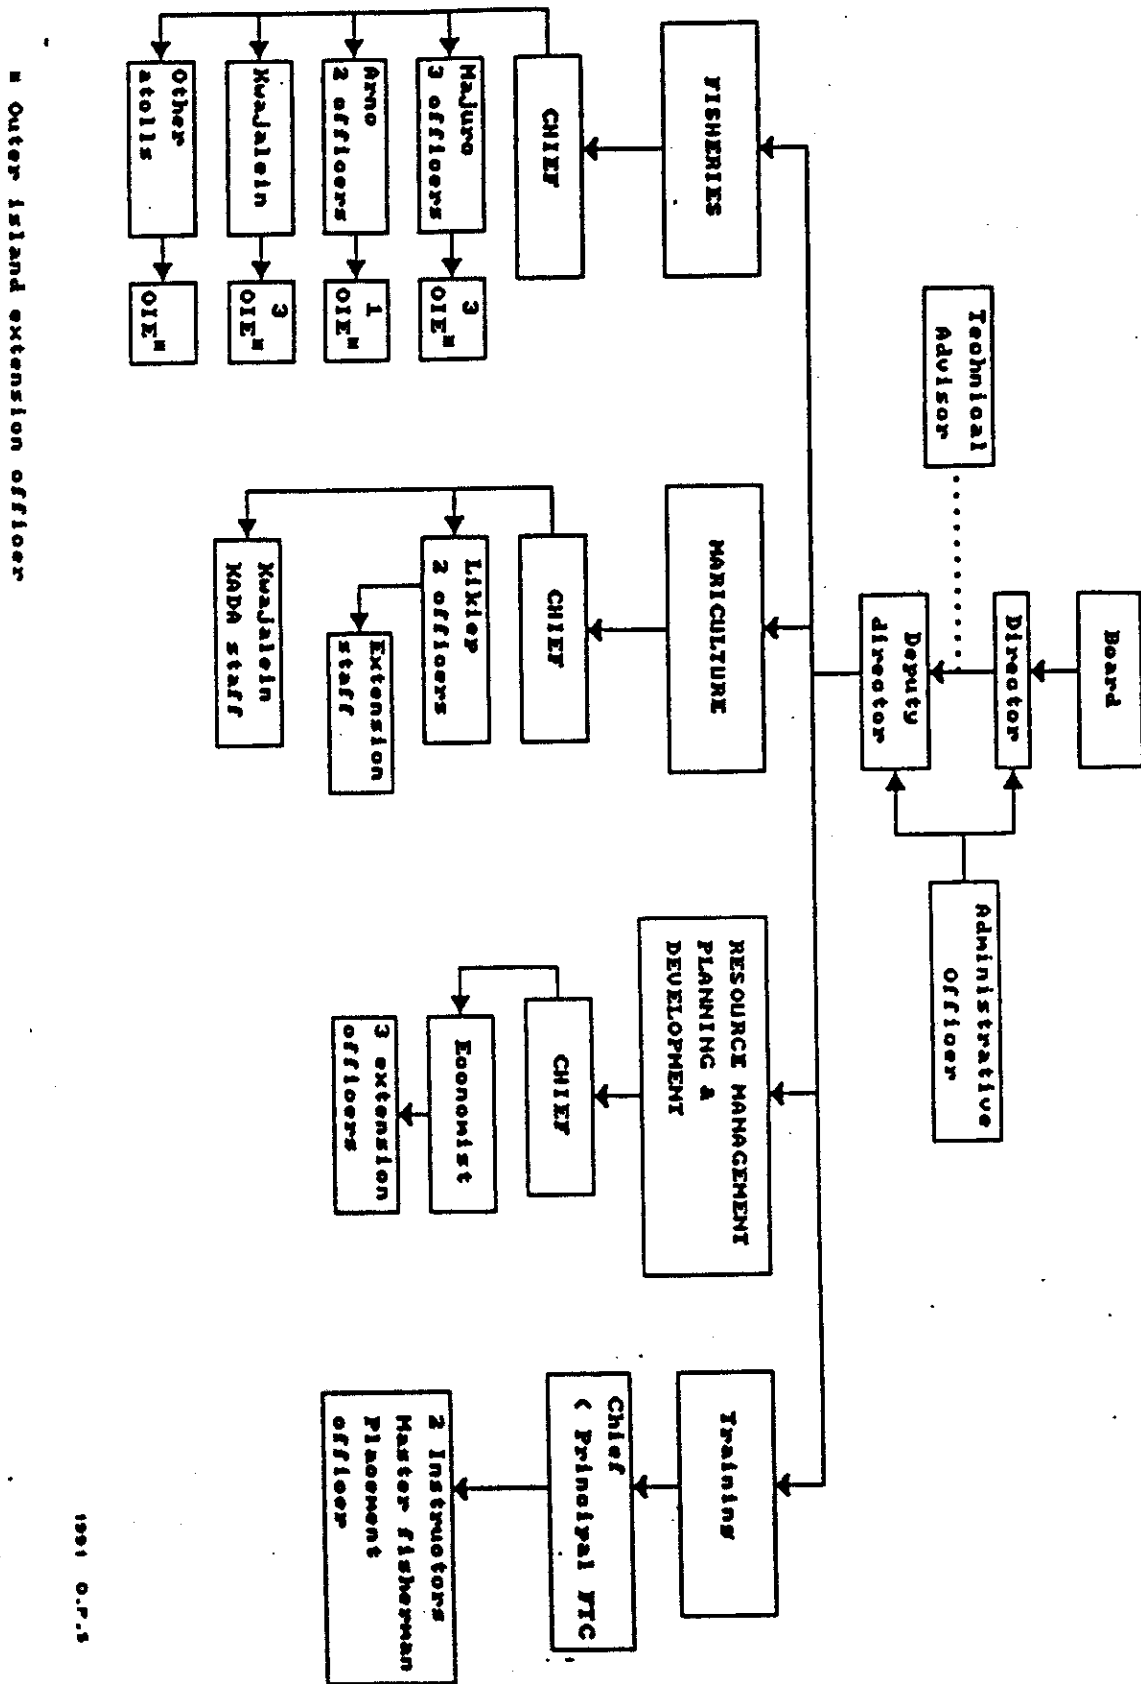 Board
Director
Technical
Advisor
Deputy
director
Administrative
Officer
FISHERIES
MARICULTURE
RESOURCE MANAGEMENT
PLANNING &
DEVELOPMENT
Training
CHIEF
CHIEF
CHIEF
Chief
( Principal FTC
Majuro
3 officers
3
OIE*
Arno
2 officers
1
OIE*
Kwajalein
3
OIE*
Other
atolls
OIE*
Likiep
2 officers
Extension
staff
Kwajalein
KADA staff
Economist
3 extension
officers
2 Instructors
Master fisherman
Placement
officer
* Outer island extension officer
1991 O.F.S